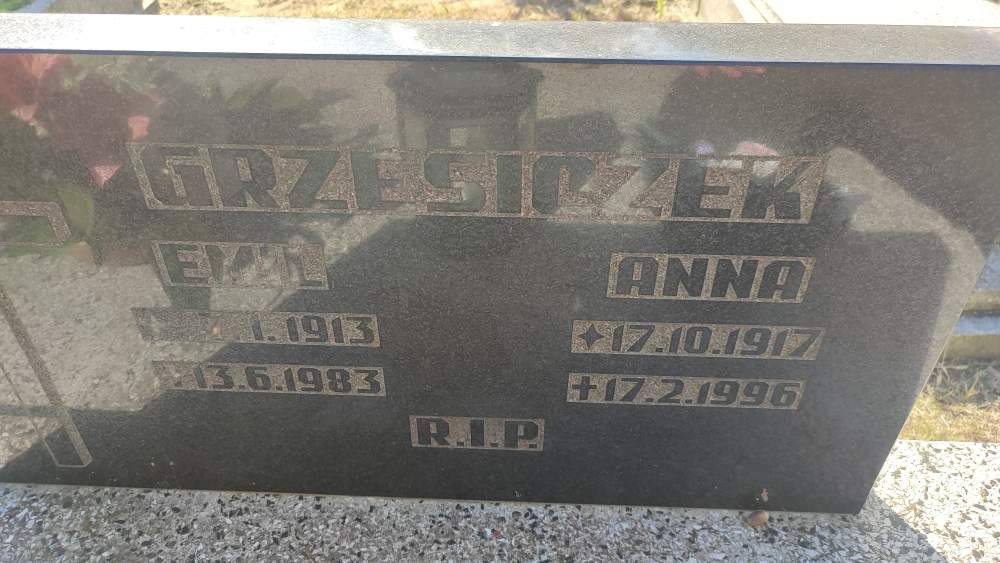 GRZESICZEK
EMIL ANNA
1.1913 ✦17.10.1917
13.6.1983 +17.2.1996
R.I.P.